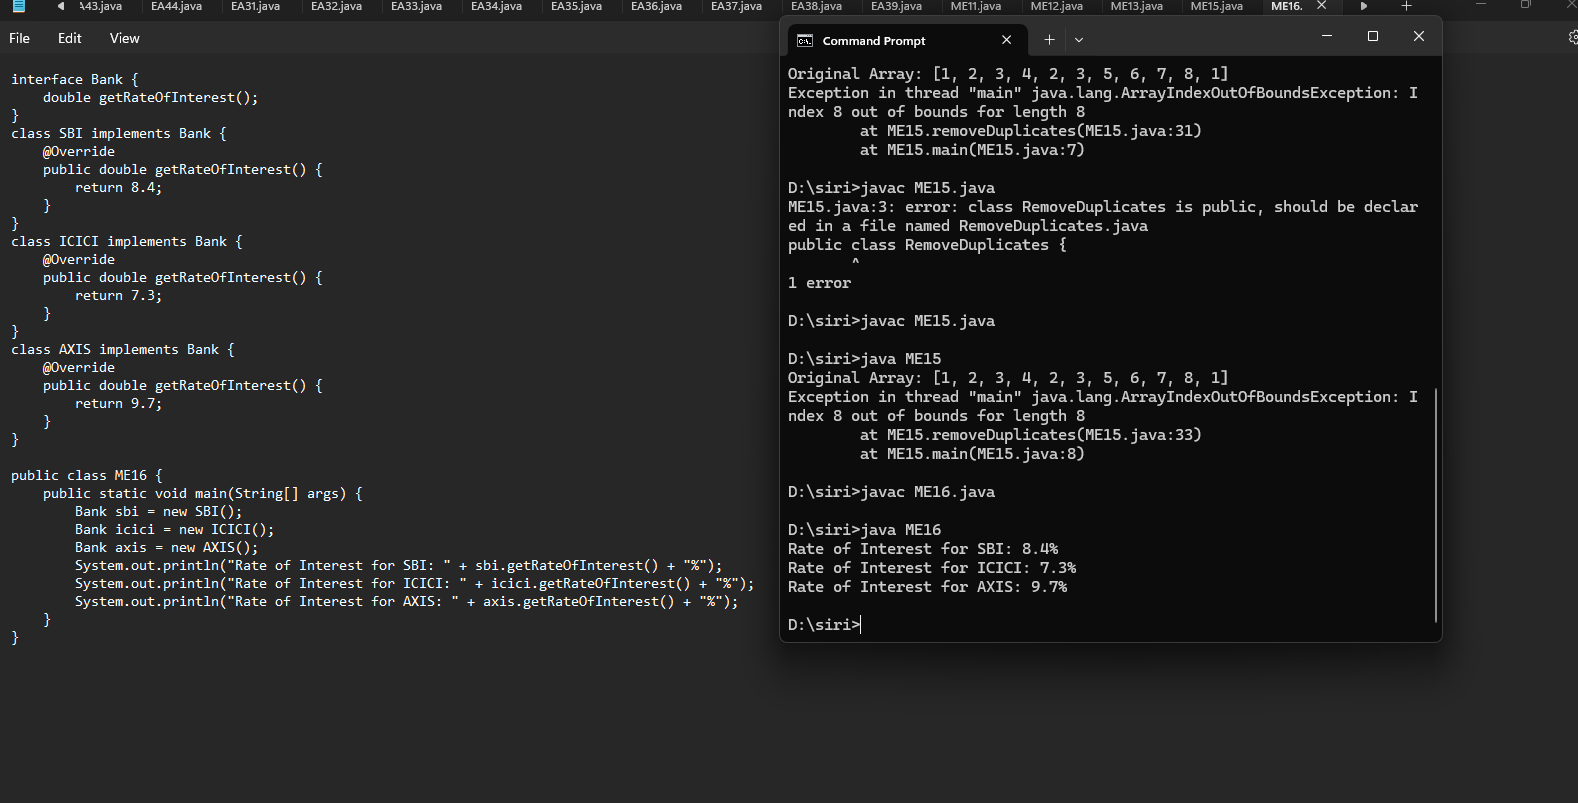 A43.java EA44.java EA31.java EA32.java EA33.java EA34.java EA35.java EA36.java EA37.java EA38.java EA39.java ME11.java ME12.java ME13.java ME15.java ME16.
File Edit View
interface Bank {
    double getRateOfInterest();
}
class SBI implements Bank {
    @Override
    public double getRateOfInterest() {
        return 8.4;
    }
}
class ICICI implements Bank {
    @Override
    public double getRateOfInterest() {
        return 7.3;
    }
}
class AXIS implements Bank {
    @Override
    public double getRateOfInterest() {
        return 9.7;
    }
}

public class ME16 {
    public static void main(String[] args) {
        Bank sbi = new SBI();
        Bank icici = new ICICI();
        Bank axis = new AXIS();
        System.out.println("Rate of Interest for SBI: " + sbi.getRateOfInterest() + "%");
        System.out.println("Rate of Interest for ICICI: " + icici.getRateOfInterest() + "%");
        System.out.println("Rate of Interest for AXIS: " + axis.getRateOfInterest() + "%");
    }
}
Command Prompt
Original Array: [1, 2, 3, 4, 2, 3, 5, 6, 7, 8, 1]
Exception in thread "main" java.lang.ArrayIndexOutOfBoundsException: I
ndex 8 out of bounds for length 8
        at ME15.removeDuplicates(ME15.java:31)
        at ME15.main(ME15.java:7)

D:\siri>javac ME15.java
ME15.java:3: error: class RemoveDuplicates is public, should be declar
ed in a file named RemoveDuplicates.java
public class RemoveDuplicates {
       ^
1 error

D:\siri>javac ME15.java

D:\siri>java ME15
Original Array: [1, 2, 3, 4, 2, 3, 5, 6, 7, 8, 1]
Exception in thread "main" java.lang.ArrayIndexOutOfBoundsException: I
ndex 8 out of bounds for length 8
        at ME15.removeDuplicates(ME15.java:33)
        at ME15.main(ME15.java:8)

D:\siri>javac ME16.java

D:\siri>java ME16
Rate of Interest for SBI: 8.4%
Rate of Interest for ICICI: 7.3%
Rate of Interest for AXIS: 9.7%

D:\siri>